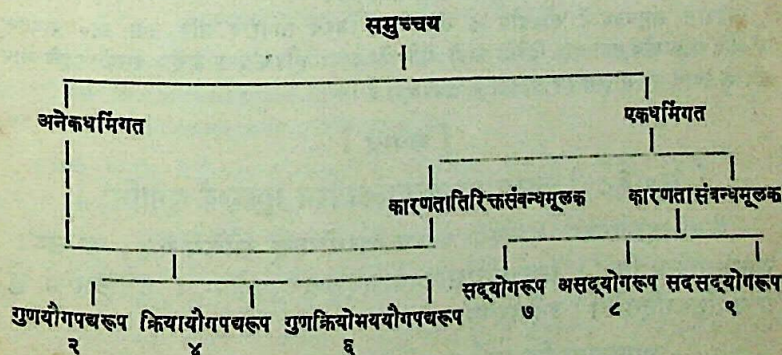 समुच्चय
अनेकधर्मिगत
एकधर्मिगत
कारणतातिरिक्तसंबन्धमूलक कारणतासंबन्धमूलक
गुणयौगपद्यरूप क्रियायौगपद्यरूप गुणक्रियोभययौगपद्यरूप
२ ४ ६
सद्योगरूप असद्योगरूप सदसद्योगरूप
७ ८ ९